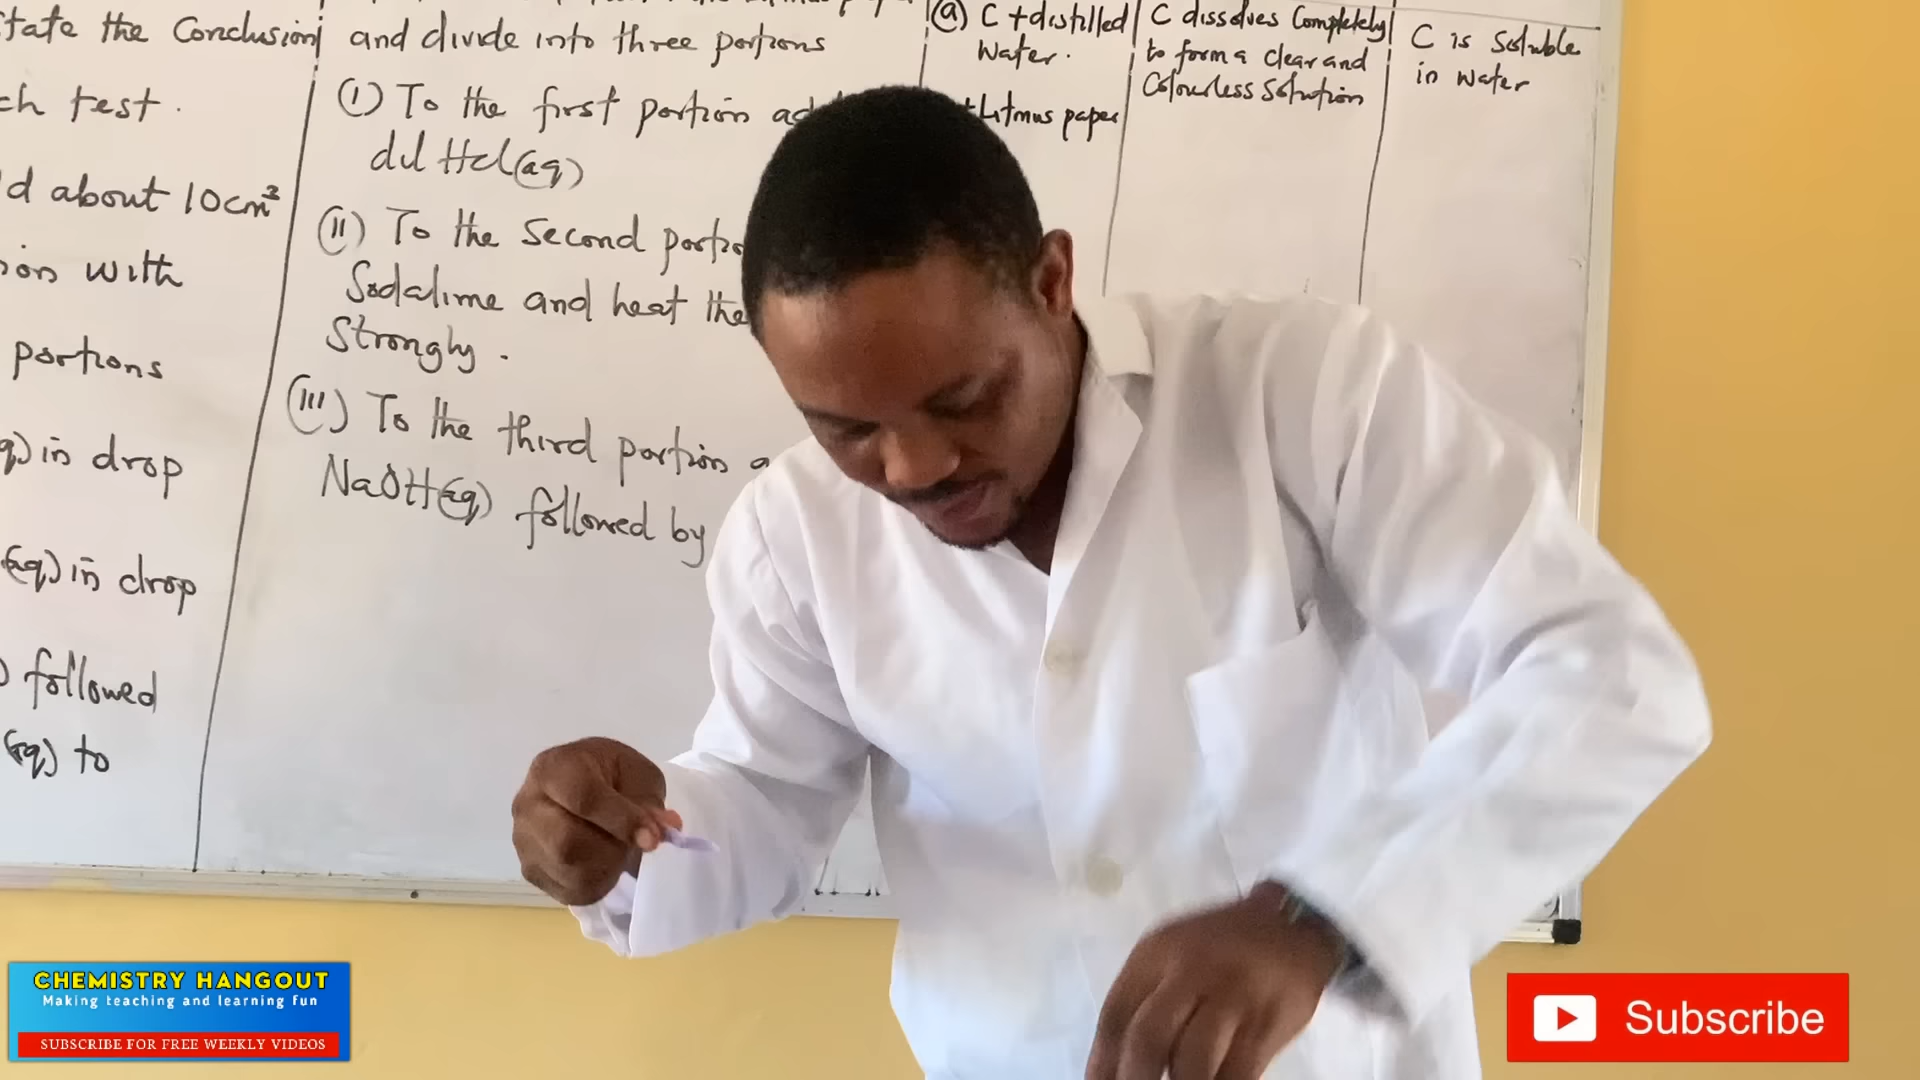 tate the Conclusion
ch test.
d about 10cm³
ion with
portions
q) in drop
(aq) in drop
) followed
(aq) to
and divide into three portions
(I) To the first portion ad
dil HCl(aq)
(II) To the Second portio
Sodalime and heat the
Strongly.
(III) To the third portion a
NaOH(aq) followed by
(a) C + distilled
Water.
+Litmus paper
C dissolves Completely
to form a clear and
Colourless Solution
C is Soluble
in water
CHEMISTRY HANGOUT
Making teaching and learning fun
SUBSCRIBE FOR FREE WEEKLY VIDEOS
Subscribe